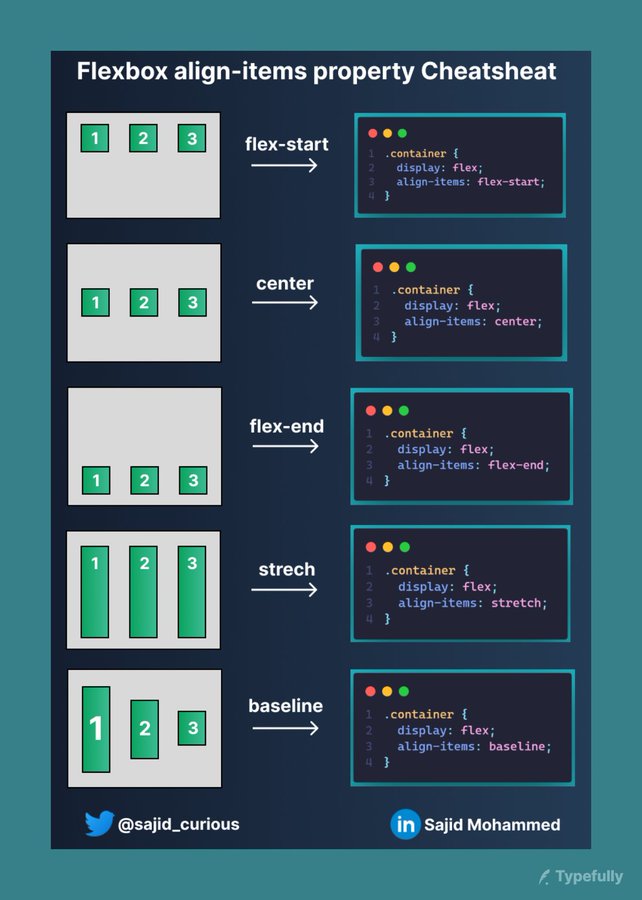 Flexbox align-items property Cheatsheat
1 2 3
flex-start
1 .container {
2 display: flex;
3 align-items: flex-start;
4 }
1 2 3
center
1 .container {
2 display: flex;
3 align-items: center;
4 }
1 2 3
flex-end
1 .container {
2 display: flex;
3 align-items: flex-end;
4 }
1 2 3
strech
1 .container {
2 display: flex;
3 align-items: stretch;
4 }
1 2 3
baseline
1 .container {
2 display: flex;
3 align-items: baseline;
4 }
@sajid_curious
in Sajid Mohammed
Typefully